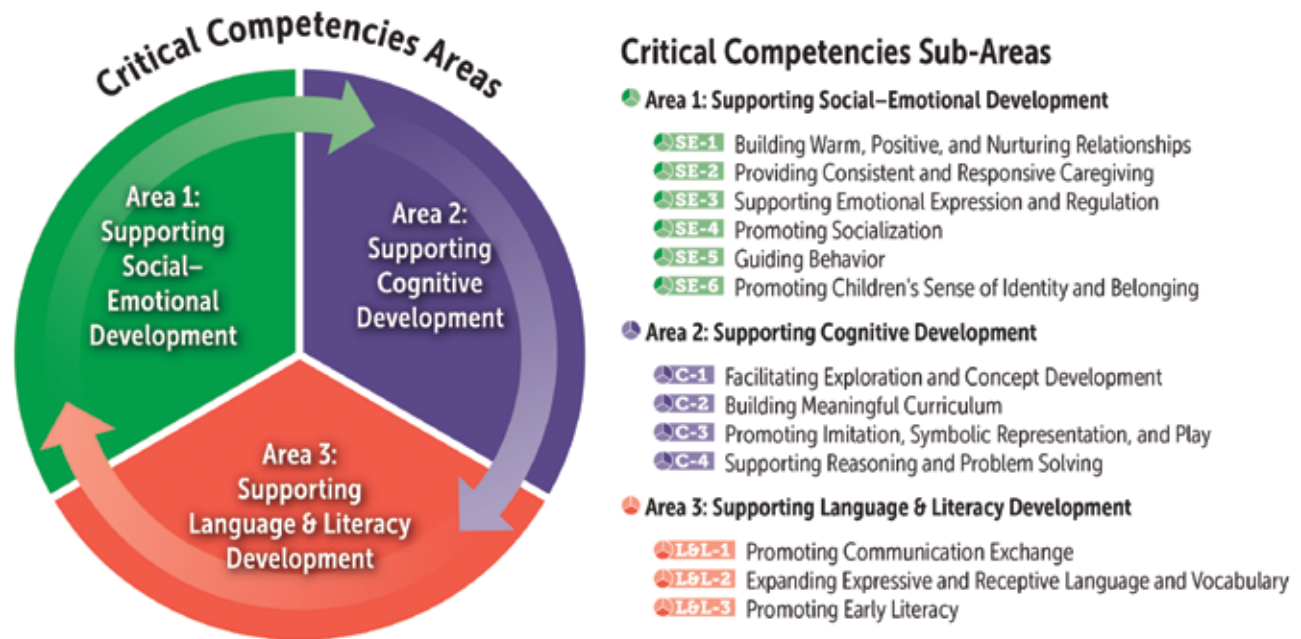 Critical Competencies Areas
Area 1:
Supporting
Social–
Emotional
Development
Area 2:
Supporting
Cognitive
Development
Area 3:
Supporting
Language & Literacy
Development
Critical Competencies Sub-Areas
Area 1: Supporting Social–Emotional Development
SE-1 Building Warm, Positive, and Nurturing Relationships
SE-2 Providing Consistent and Responsive Caregiving
SE-3 Supporting Emotional Expression and Regulation
SE-4 Promoting Socialization
SE-5 Guiding Behavior
SE-6 Promoting Children's Sense of Identity and Belonging
Area 2: Supporting Cognitive Development
C-1 Facilitating Exploration and Concept Development
C-2 Building Meaningful Curriculum
C-3 Promoting Imitation, Symbolic Representation, and Play
C-4 Supporting Reasoning and Problem Solving
Area 3: Supporting Language & Literacy Development
L&L-1 Promoting Communication Exchange
L&L-2 Expanding Expressive and Receptive Language and Vocabulary
L&L-3 Promoting Early Literacy